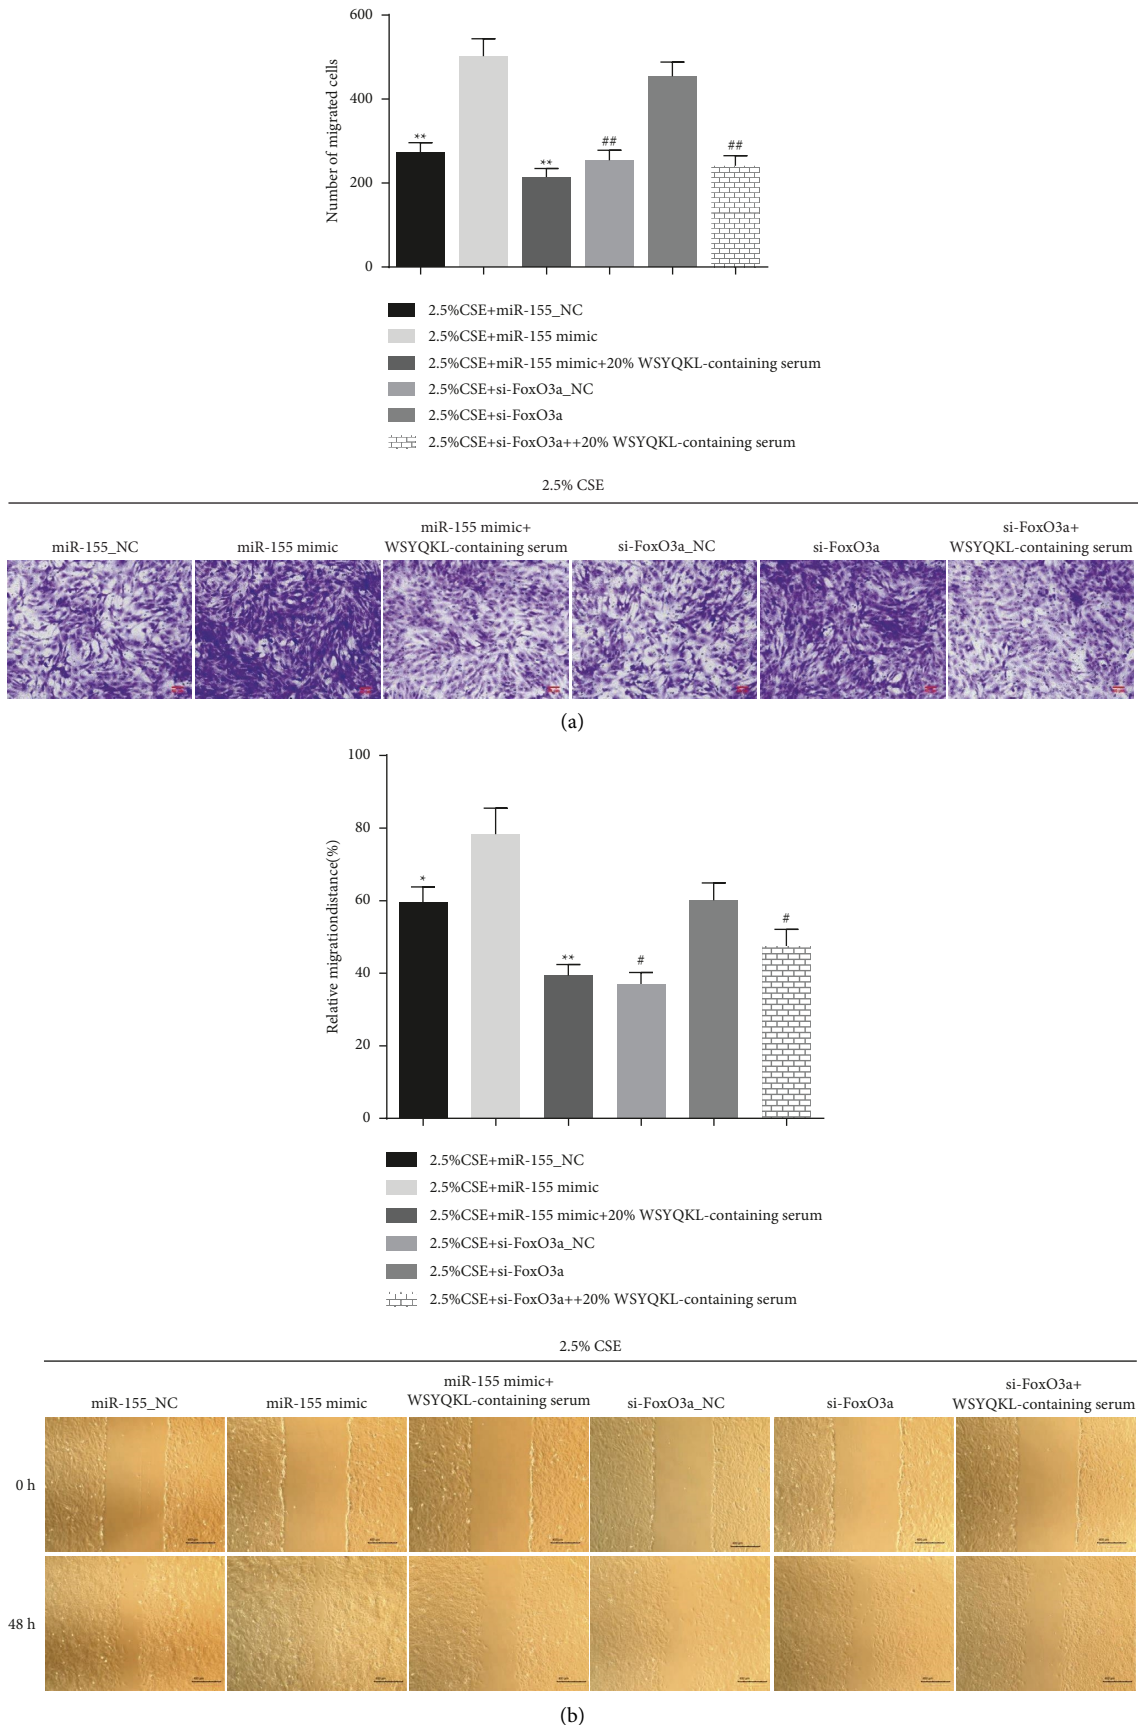 600
400
200
0
Number of migrated cells
**
**
##
##
2.5%CSE+miR-155_NC
2.5%CSE+miR-155 mimic
2.5%CSE+miR-155 mimic+20% WSYQKL-containing serum
2.5%CSE+si-FoxO3a_NC
2.5%CSE+si-FoxO3a
2.5%CSE+si-FoxO3a++20% WSYQKL-containing serum
2.5% CSE
miR-155_NC
miR-155 mimic
miR-155 mimic+
WSYQKL-containing serum
si-FoxO3a_NC
si-FoxO3a
si-FoxO3a+
WSYQKL-containing serum
(a)
100
80
60
40
20
0
Relative migrationdistance(%)
*
**
#
#
2.5%CSE+miR-155_NC
2.5%CSE+miR-155 mimic
2.5%CSE+miR-155 mimic+20% WSYQKL-containing serum
2.5%CSE+si-FoxO3a_NC
2.5%CSE+si-FoxO3a
2.5%CSE+si-FoxO3a++20% WSYQKL-containing serum
2.5% CSE
miR-155_NC
miR-155 mimic
miR-155 mimic+
WSYQKL-containing serum
si-FoxO3a_NC
si-FoxO3a
si-FoxO3a+
WSYQKL-containing serum
0 h
48 h
(b)